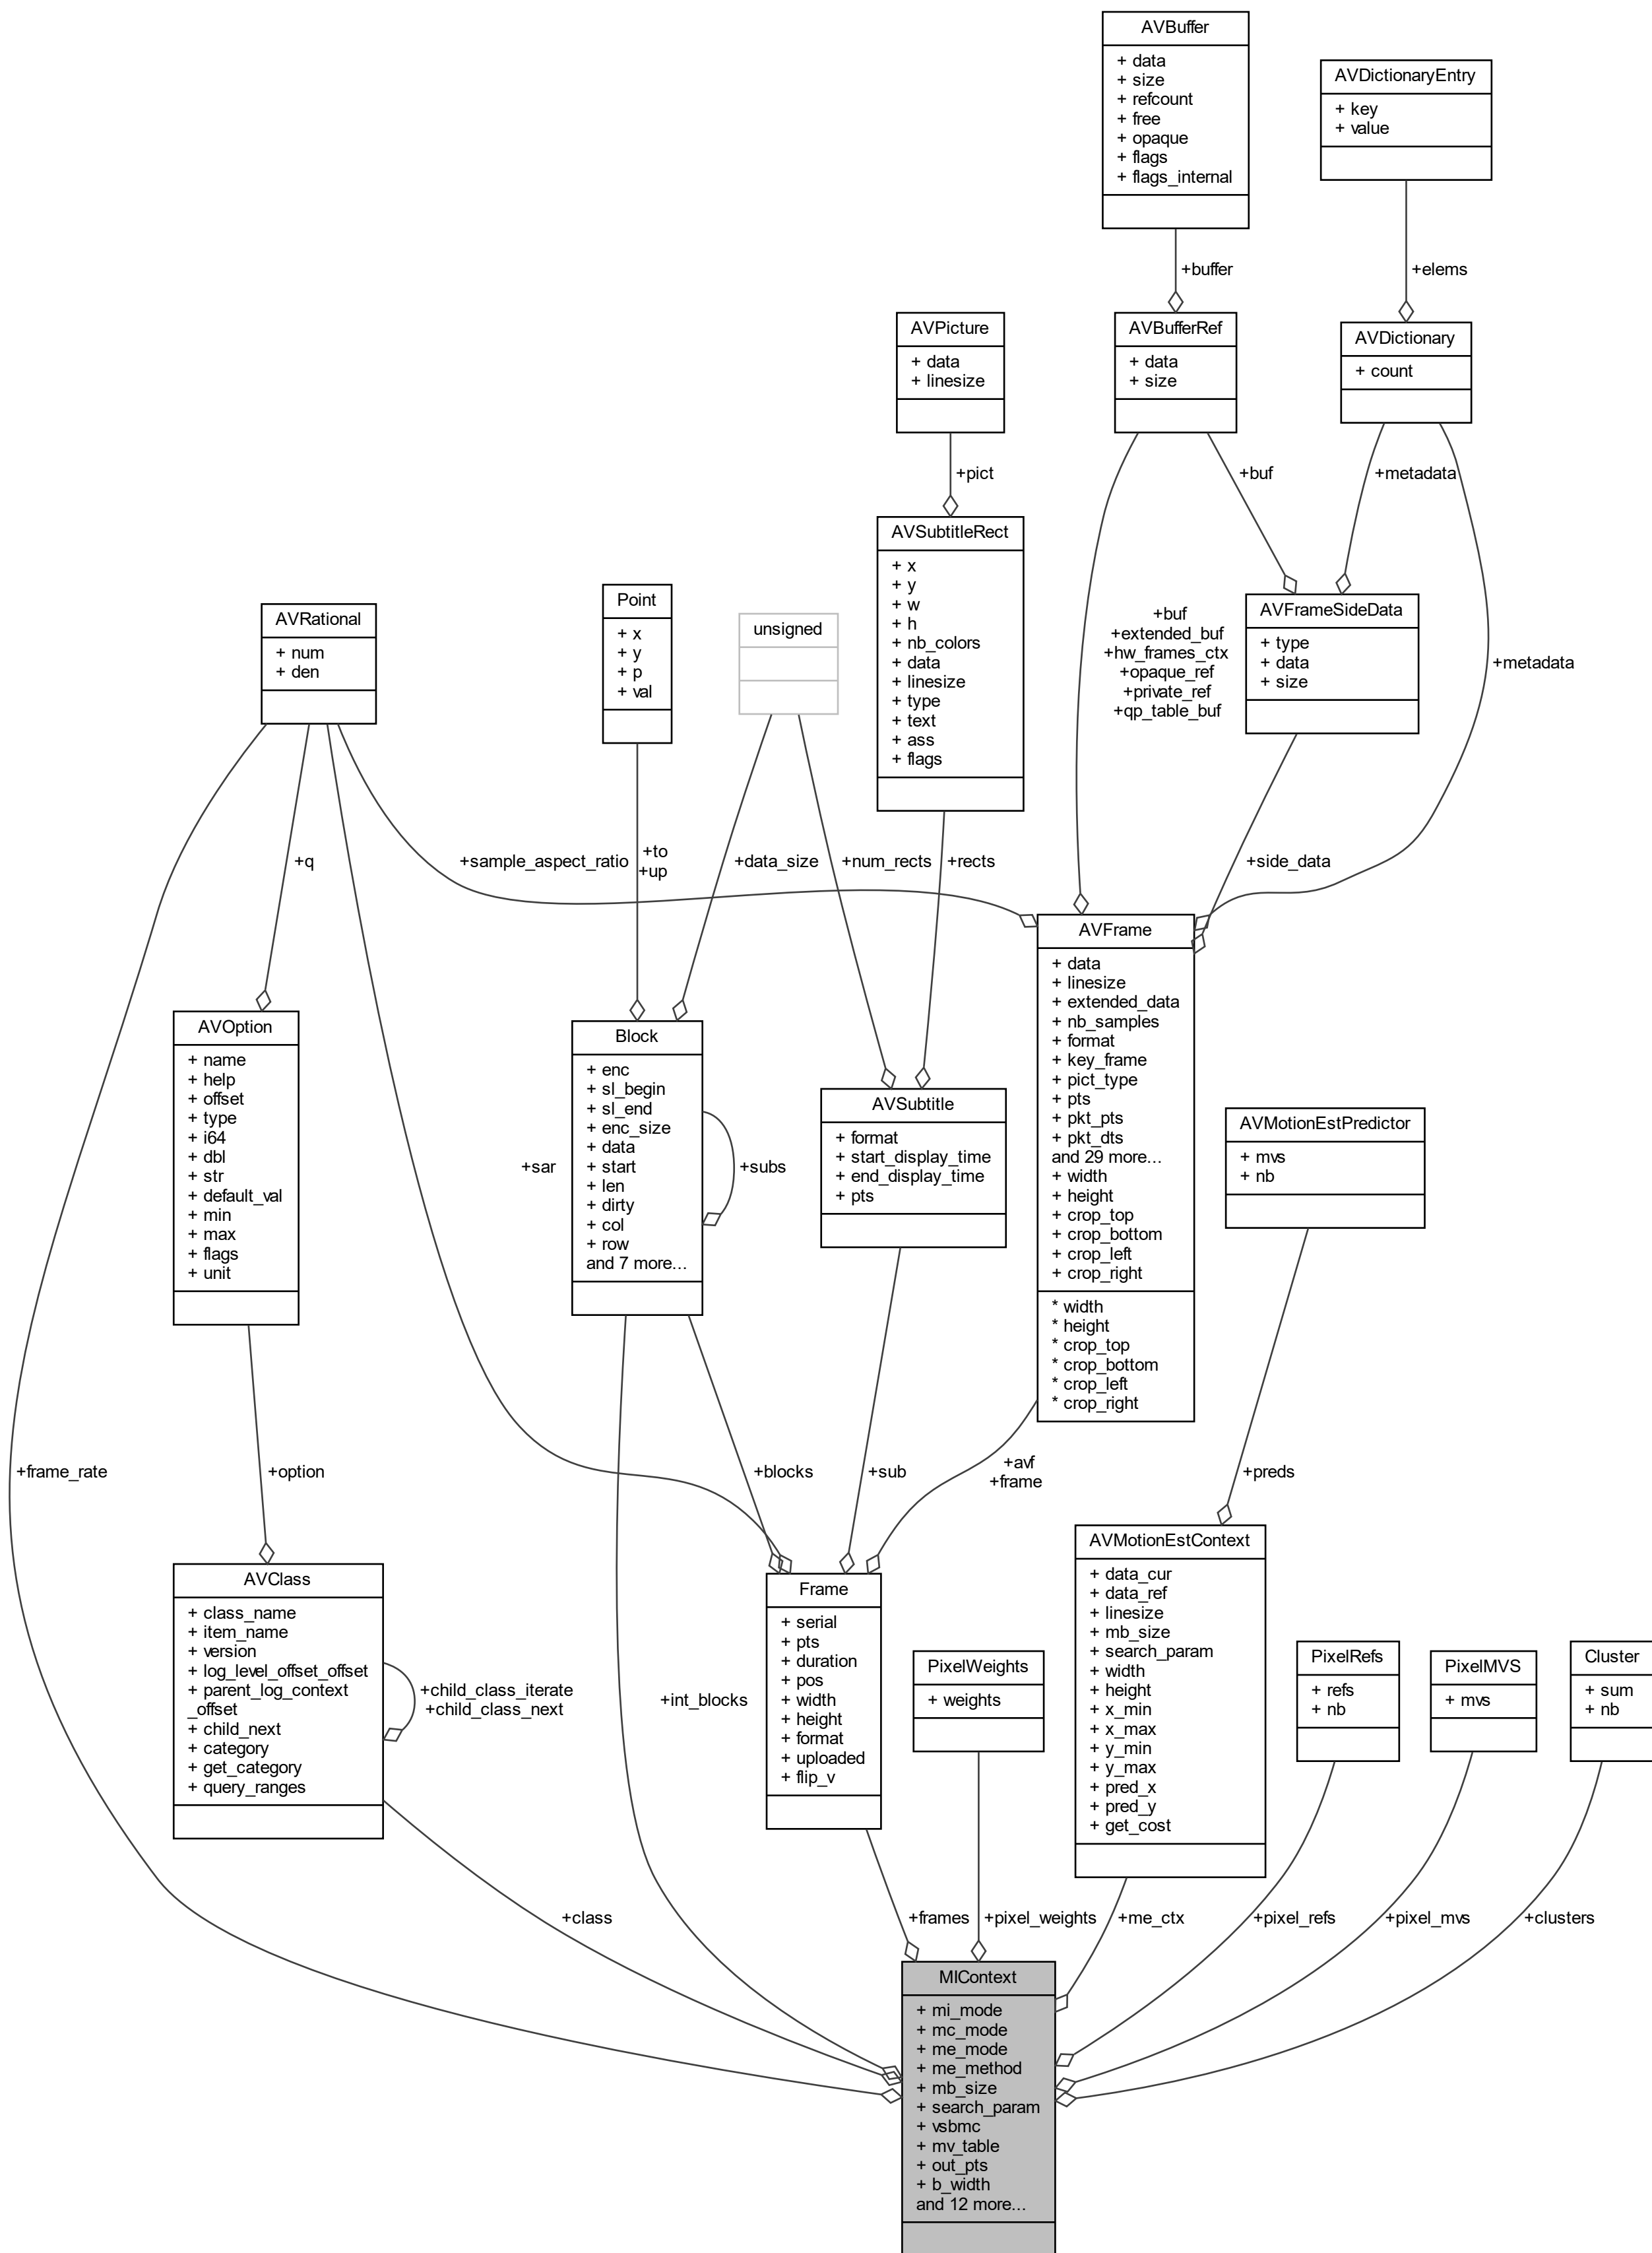 AVBuffer
+ data
+ size
+ refcount
+ free
+ opaque
+ flags
+ flags_internal
AVDictionaryEntry
+ key
+ value
+buffer
+elems
AVPicture
+ data
+ linesize
AVBufferRef
+ data
+ size
AVDictionary
+ count
+pict
+buf
+metadata
AVSubtitleRect
+ x
+ y
+ w
+ h
+ nb_colors
+ data
+ linesize
+ type
+ text
+ ass
+ flags
AVRational
+ num
+ den
Point
+ x
+ y
+ p
+ val
unsigned
+buf
+extended_buf
+hw_frames_ctx
+opaque_ref
+private_ref
+qp_table_buf
AVFrameSideData
+ type
+ data
+ size
+metadata
+q
+sample_aspect_ratio
+to
+up
+data_size
+num_rects
+rects
+side_data
AVFrame
+ data
+ linesize
+ extended_data
+ nb_samples
+ format
+ key_frame
+ pict_type
+ pts
+ pkt_pts
+ pkt_dts
and 29 more...
+ width
+ height
+ crop_top
+ crop_bottom
+ crop_left
+ crop_right
* width
* height
* crop_top
* crop_bottom
* crop_left
* crop_right
AVOption
+ name
+ help
+ offset
+ type
+ i64
+ dbl
+ str
+ default_val
+ min
+ max
+ flags
+ unit
+sar
Block
+ enc
+ sl_begin
+ sl_end
+ enc_size
+ data
+ start
+ len
+ dirty
+ col
+ row
and 7 more...
+subs
AVSubtitle
+ format
+ start_display_time
+ end_display_time
+ pts
AVMotionEstPredictor
+ mvs
+ nb
+frame_rate
+option
+blocks
+sub
+avf
+frame
+preds
AVClass
+ class_name
+ item_name
+ version
+ log_level_offset_offset
+ parent_log_context
_offset
+ child_next
+ category
+ get_category
+ query_ranges
+child_class_iterate
+child_class_next
+int_blocks
Frame
+ serial
+ pts
+ duration
+ pos
+ width
+ height
+ format
+ uploaded
+ flip_v
PixelWeights
+ weights
AVMotionEstContext
+ data_cur
+ data_ref
+ linesize
+ mb_size
+ search_param
+ width
+ height
+ x_min
+ x_max
+ y_min
+ y_max
+ pred_x
+ pred_y
+ get_cost
PixelRefs
+ refs
+ nb
PixelMVS
+ mvs
Cluster
+ sum
+ nb
+class
+frames
+pixel_weights
+me_ctx
+pixel_refs
+pixel_mvs
+clusters
MIContext
+ mi_mode
+ mc_mode
+ me_mode
+ me_method
+ mb_size
+ search_param
+ vsbmc
+ mv_table
+ out_pts
+ b_width
and 12 more...